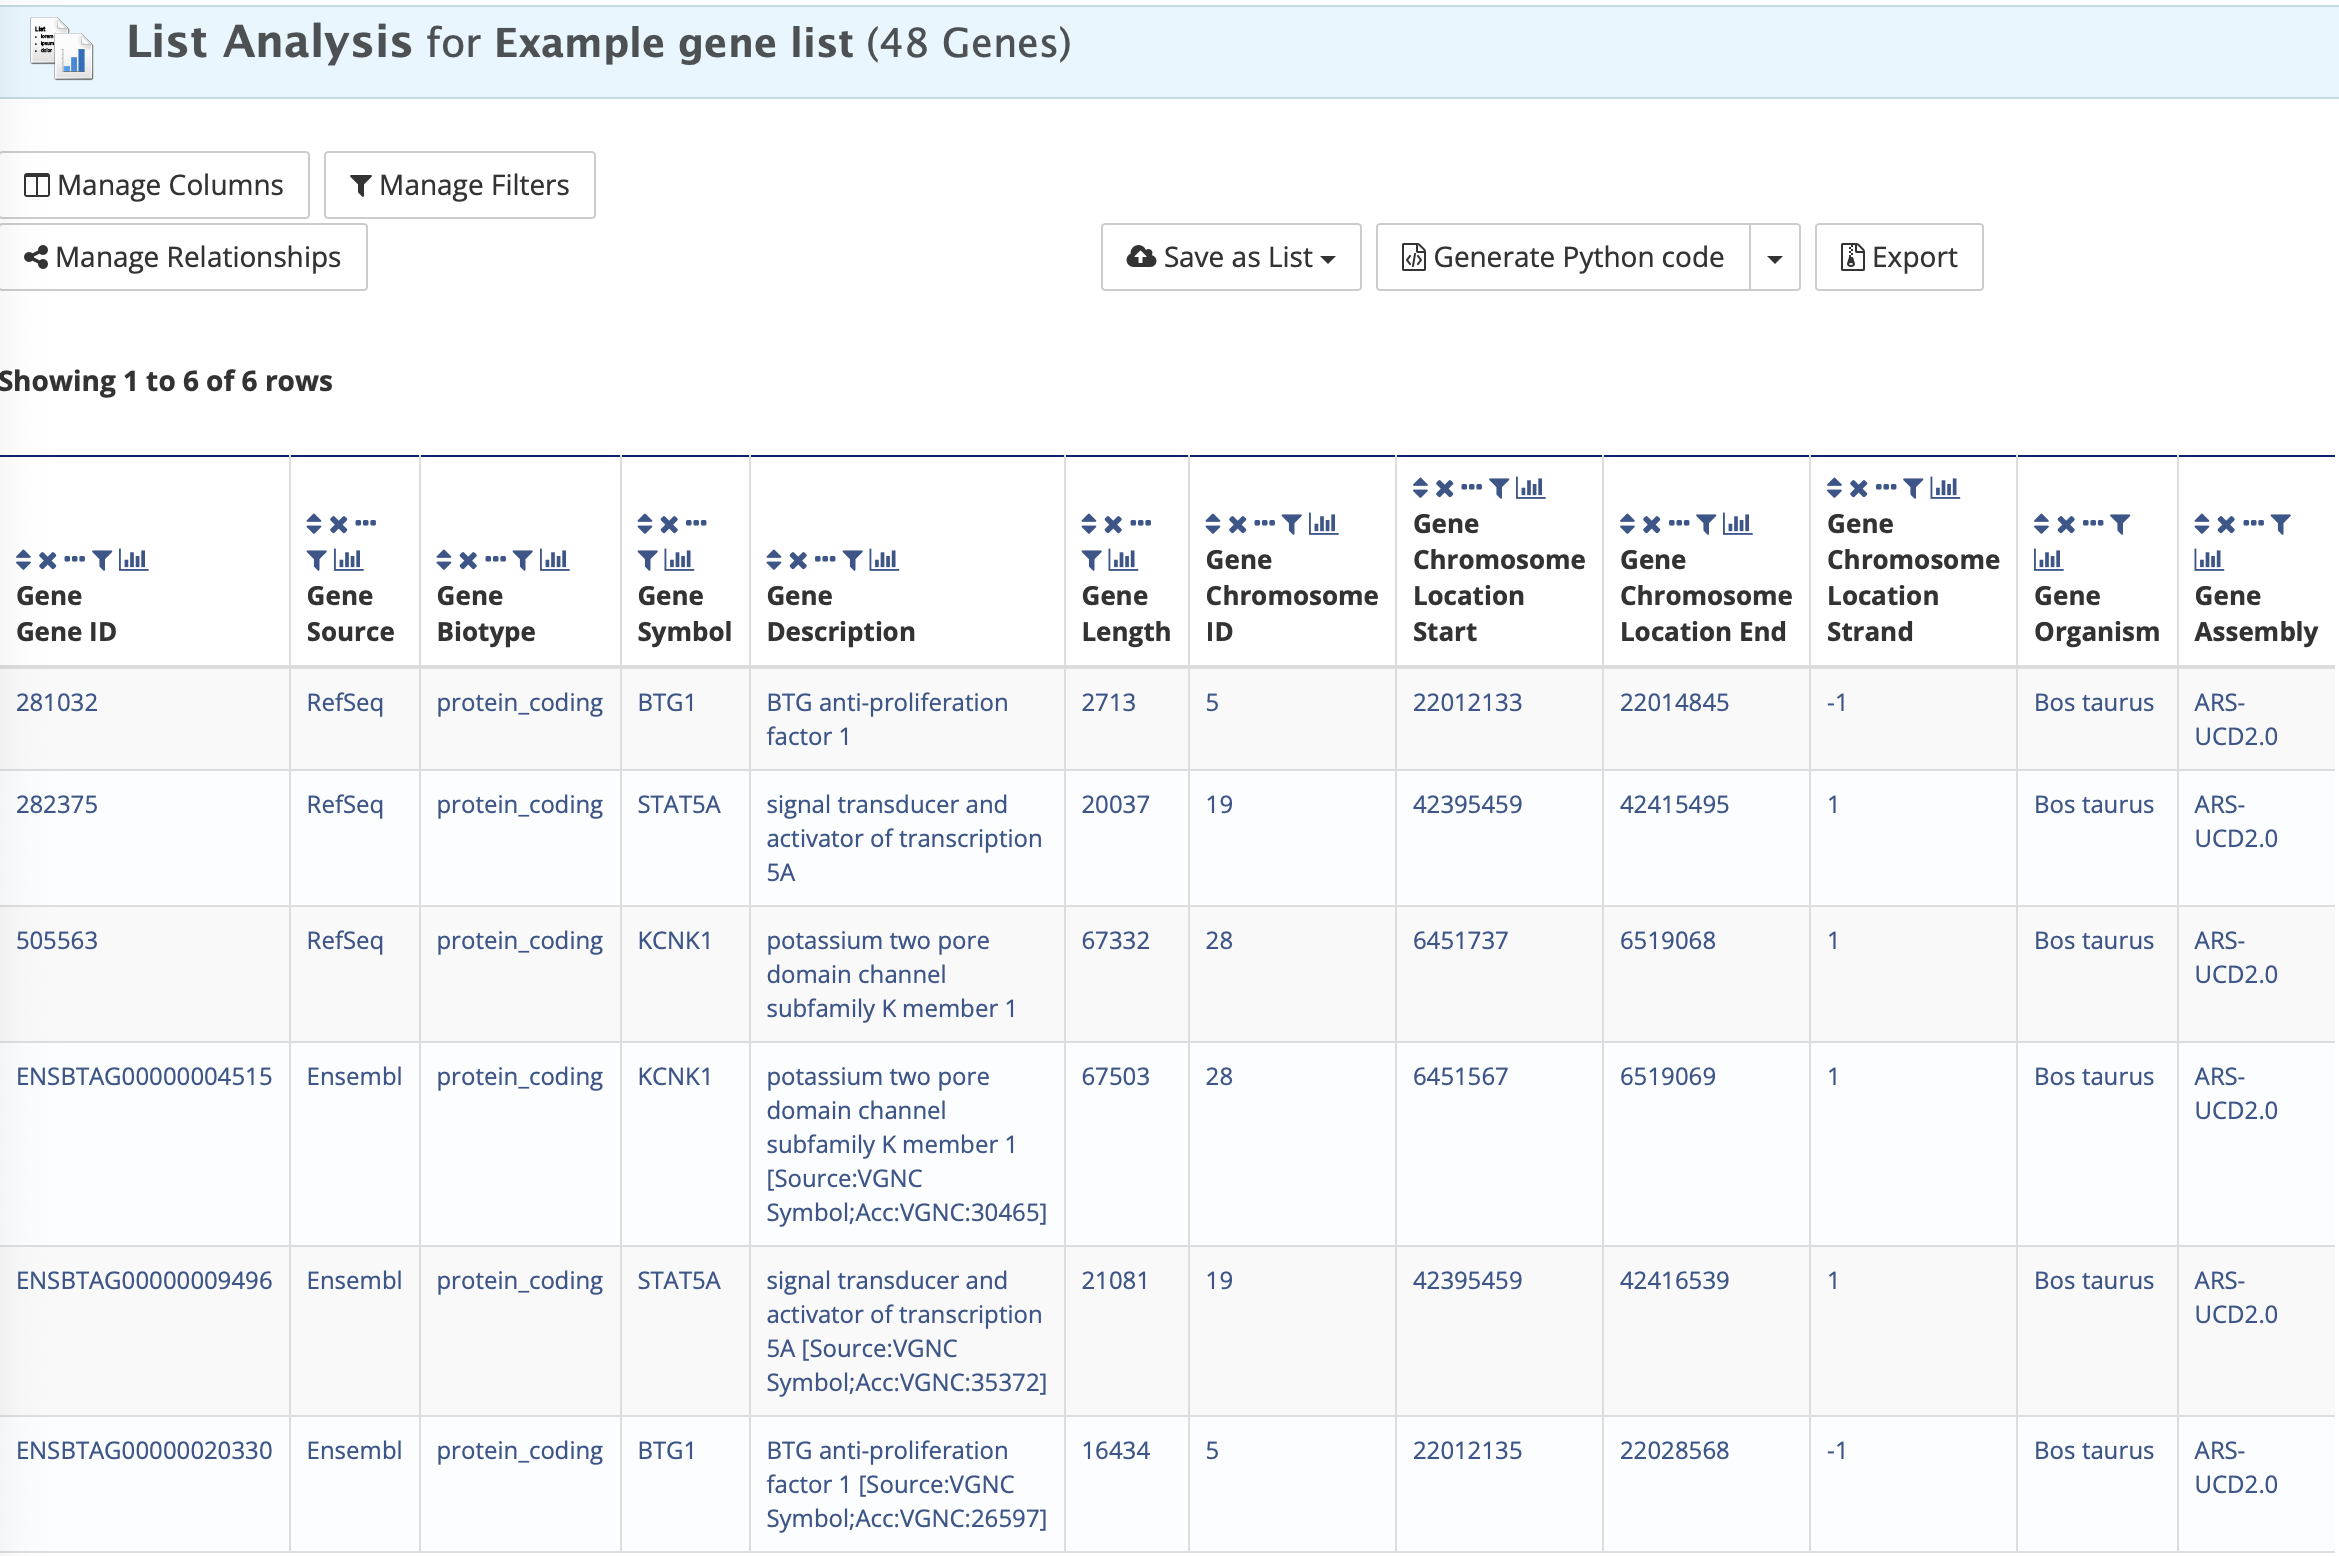 List Analysis for Example gene list (48 Genes)
Manage Columns Manage Filters
Manage Relationships Save as List Generate Python code Export
Showing 1 to 6 of 6 rows
Gene Gene ID
Gene Source
Gene Biotype
Gene Symbol
Gene Description
Gene Length
Gene Chromosome ID
Gene Chromosome Location Start
Gene Chromosome Location End
Gene Chromosome Location Strand
Gene Organism
Gene Assembly
281032 RefSeq protein_coding BTG1 BTG anti-proliferation 2713 5 22012133 22014845 -1 Bos taurus ARS-
factor 1 UCD2.0
282375 RefSeq protein_coding STAT5A signal transducer and 20037 19 42395459 42415495 1 Bos taurus ARS-
activator of transcription UCD2.0
5A
505563 RefSeq protein_coding KCNK1 potassium two pore 67332 28 6451737 6519068 1 Bos taurus ARS-
domain channel UCD2.0
subfamily K member 1
ENSBTAG00000004515 Ensembl protein_coding KCNK1 potassium two pore 67503 28 6451567 6519069 1 Bos taurus ARS-
domain channel UCD2.0
subfamily K member 1
[Source:VGNC
Symbol;Acc:VGNC:30465]
ENSBTAG00000009496 Ensembl protein_coding STAT5A signal transducer and 21081 19 42395459 42416539 1 Bos taurus ARS-
activator of transcription UCD2.0
5A [Source:VGNC
Symbol;Acc:VGNC:35372]
ENSBTAG00000020330 Ensembl protein_coding BTG1 BTG anti-proliferation 16434 5 22012135 22028568 -1 Bos taurus ARS-
factor 1 [Source:VGNC UCD2.0
Symbol;Acc:VGNC:26597]